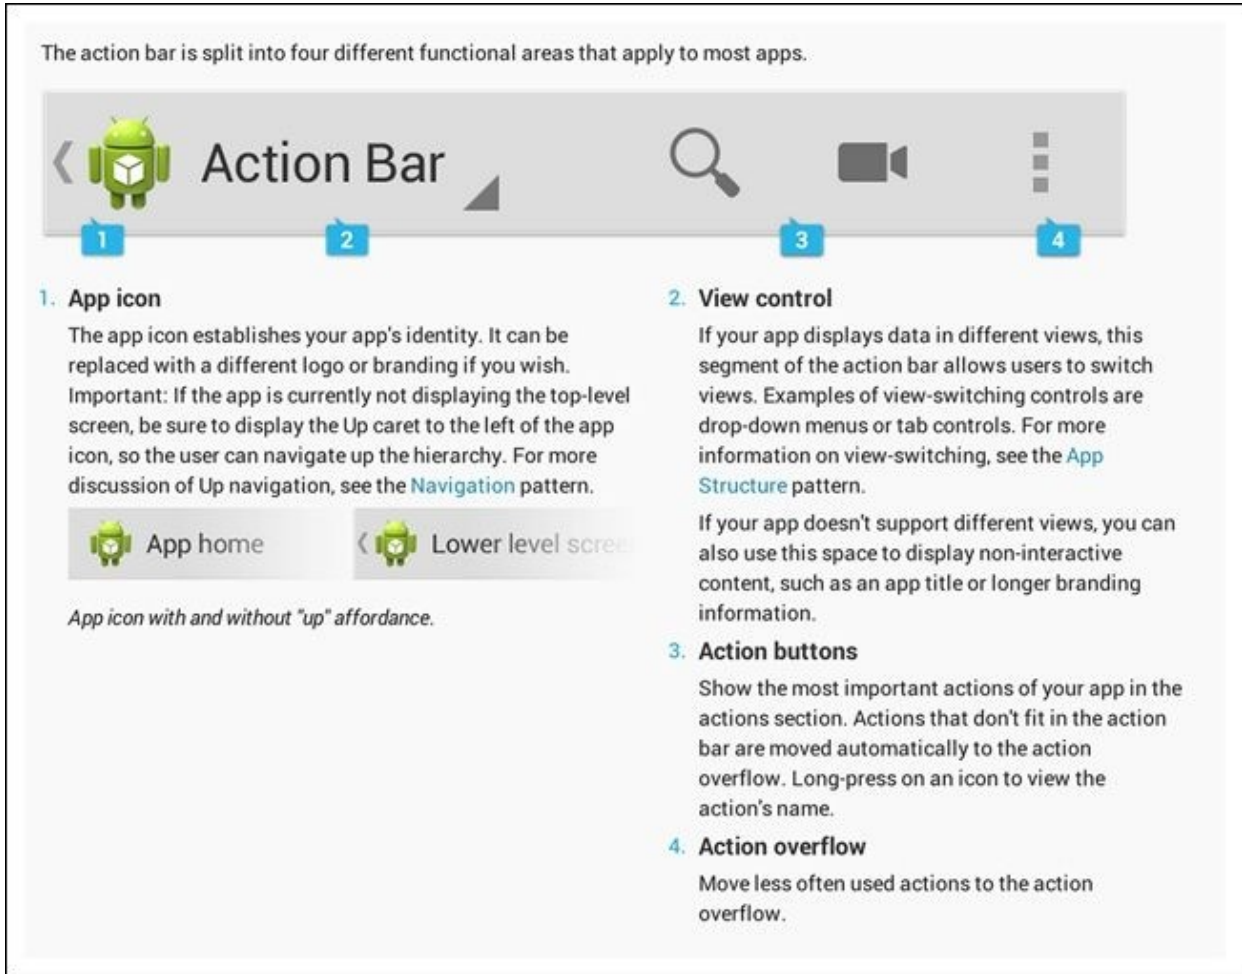 The action bar is split into four different functional areas that apply to most apps.
Action Bar
1
2
3
4
1. App icon
The app icon establishes your app's identity. It can be
replaced with a different logo or branding if you wish.
Important: If the app is currently not displaying the top-level
screen, be sure to display the Up caret to the left of the app
icon, so the user can navigate up the hierarchy. For more
discussion of Up navigation, see the Navigation pattern.
App home
Lower level scree
App icon with and without "up" affordance.
2. View control
If your app displays data in different views, this
segment of the action bar allows users to switch
views. Examples of view-switching controls are
drop-down menus or tab controls. For more
information on view-switching, see the App
Structure pattern.
If your app doesn't support different views, you can
also use this space to display non-interactive
content, such as an app title or longer branding
information.
3. Action buttons
Show the most important actions of your app in the
actions section. Actions that don't fit in the action
bar are moved automatically to the action
overflow. Long-press on an icon to view the
action's name.
4. Action overflow
Move less often used actions to the action
overflow.